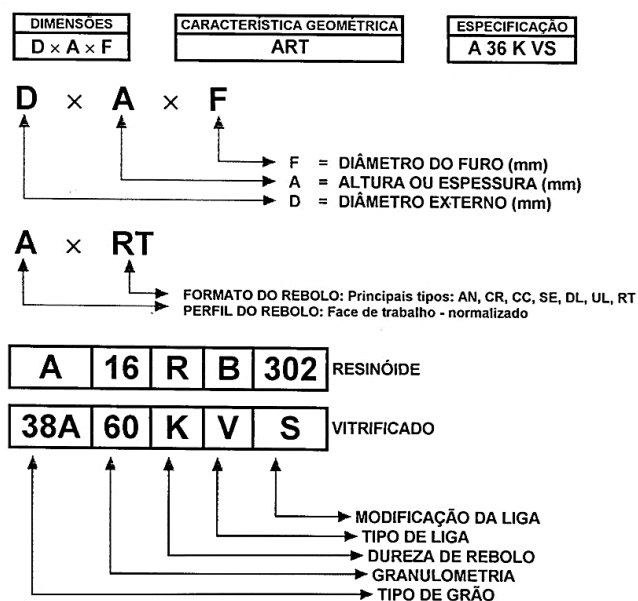 DIMENSÕES
D × A × F
CARACTERÍSTICA GEOMÉTRICA
ART
ESPECIFICAÇÃO
A 36 K VS
D × A × F
F = DIÂMETRO DO FURO (mm)
A = ALTURA OU ESPESSURA (mm)
D = DIÂMETRO EXTERNO (mm)
A × RT
FORMATO DO REBOLO: Principais tipos: AN, CR, CC, SE, DL, UL, RT
PERFIL DO REBOLO: Face de trabalho - normalizado
A 16 R B 302 RESINÓIDE
38A 60 K V S VITRIFICADO
MODIFICAÇÃO DA LIGA
TIPO DE LIGA
DUREZA DE REBOLO
GRANULOMETRIA
TIPO DE GRÃO